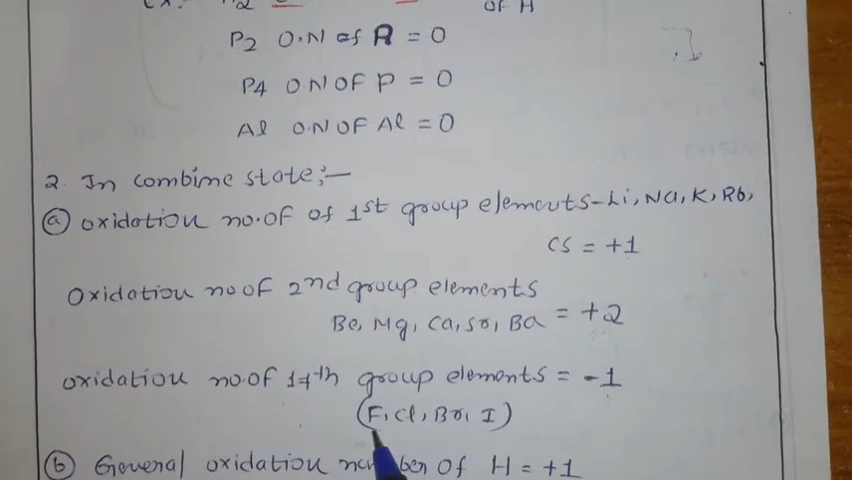 of H
P2 O.N of = 0
P4 O.N OF P = 0
Al O.N OF Al = 0
2. In combime state:-
(a) oxidation no.of of 1st group elements-Li, Na, K, Rb,
CS = +1
Oxidation no of 2nd group elements
Be, Mg, Ca, Sr, Ba = +2
oxidation no.of 17th group elements = -1
(F, Cl, Br, I)
(b) General oxidation number of H = +1